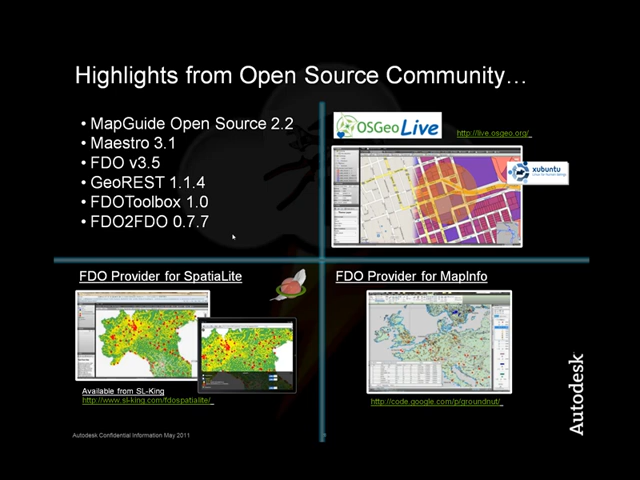 Highlights from Open Source Community…
• MapGuide Open Source 2.2
• Maestro 3.1
• FDO v3.5
• GeoREST 1.1.4
• FDOToolbox 1.0
• FDO2FDO 0.7.7
OSGeo Live
http://live.osgeo.org/
xubuntu
FDO Provider for SpatiaLite
Available from SL-King
http://www.sl-king.com/fdospatialite/
FDO Provider for MapInfo
http://code.google.com/p/groundnut/
Autodesk
Autodesk Confidential Information May 2011